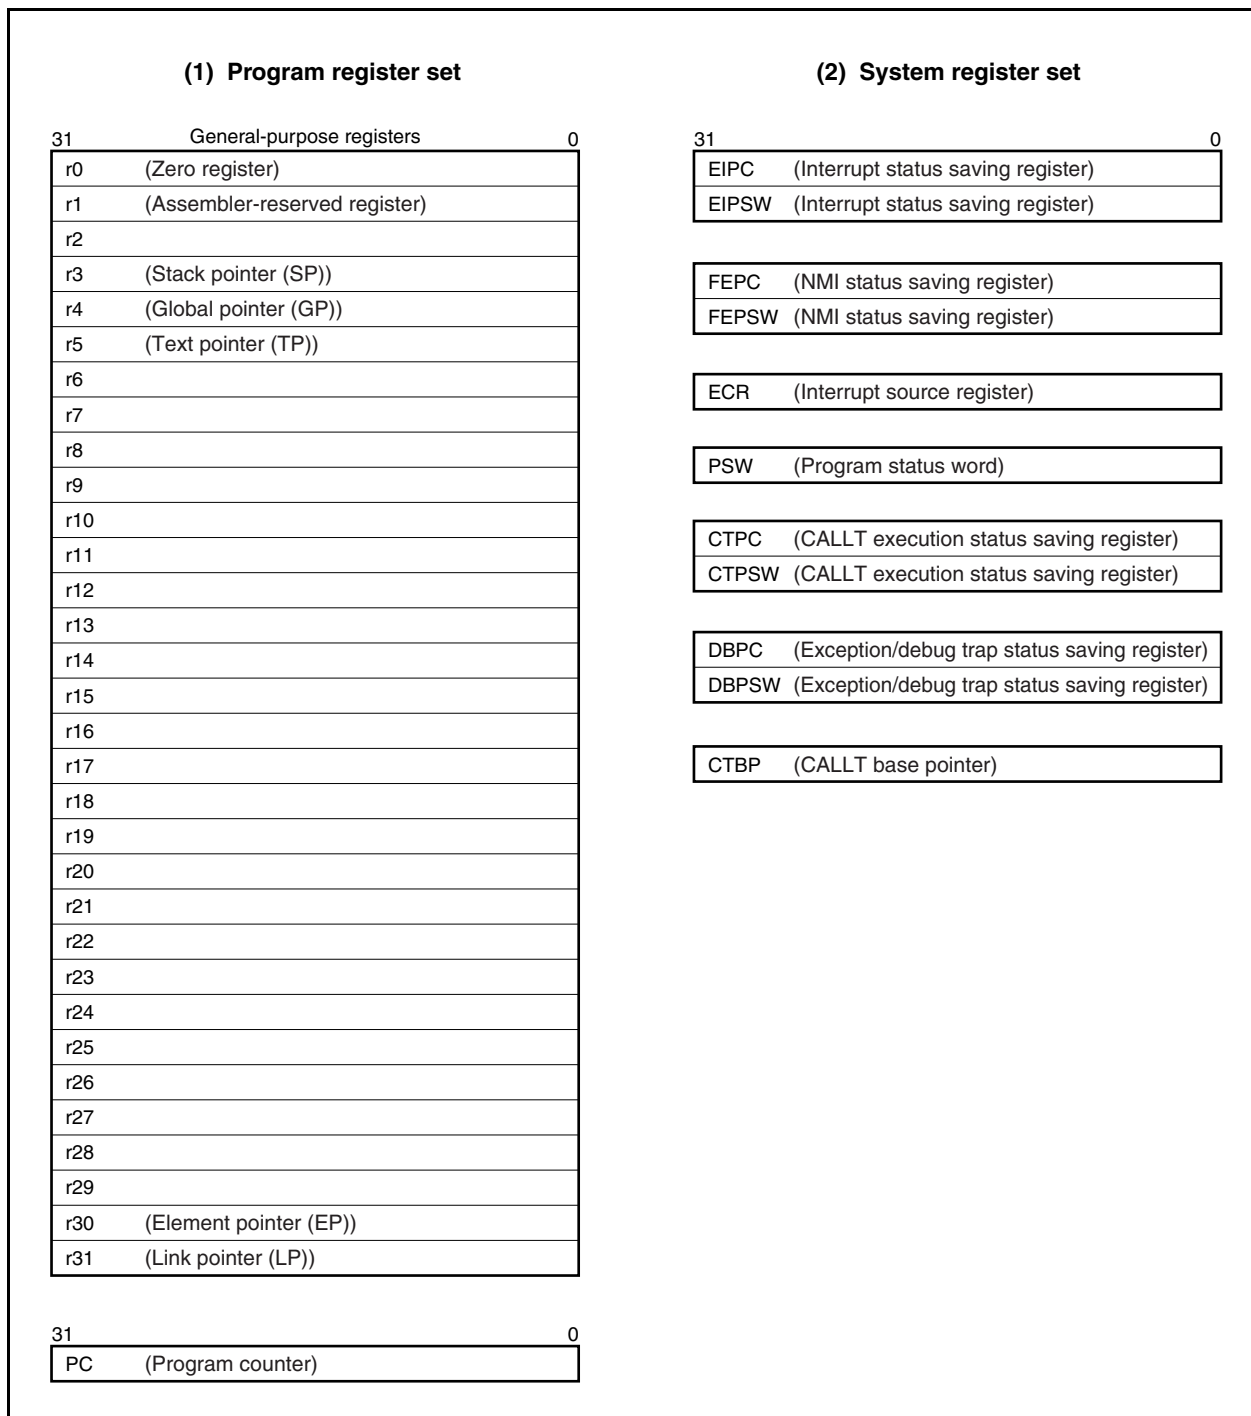 (1) Program register set
31 General-purpose registers 0
r0 (Zero register)
r1 (Assembler-reserved register)
r2
r3 (Stack pointer (SP))
r4 (Global pointer (GP))
r5 (Text pointer (TP))
r6
r7
r8
r9
r10
r11
r12
r13
r14
r15
r16
r17
r18
r19
r20
r21
r22
r23
r24
r25
r26
r27
r28
r29
r30 (Element pointer (EP))
r31 (Link pointer (LP))
31 0
PC (Program counter)
(2) System register set
31 0
EIPC (Interrupt status saving register)
EIPSW (Interrupt status saving register)
FEPC (NMI status saving register)
FEPSW (NMI status saving register)
ECR (Interrupt source register)
PSW (Program status word)
CTPC (CALLT execution status saving register)
CTPSW (CALLT execution status saving register)
DBPC (Exception/debug trap status saving register)
DBPSW (Exception/debug trap status saving register)
CTBP (CALLT base pointer)